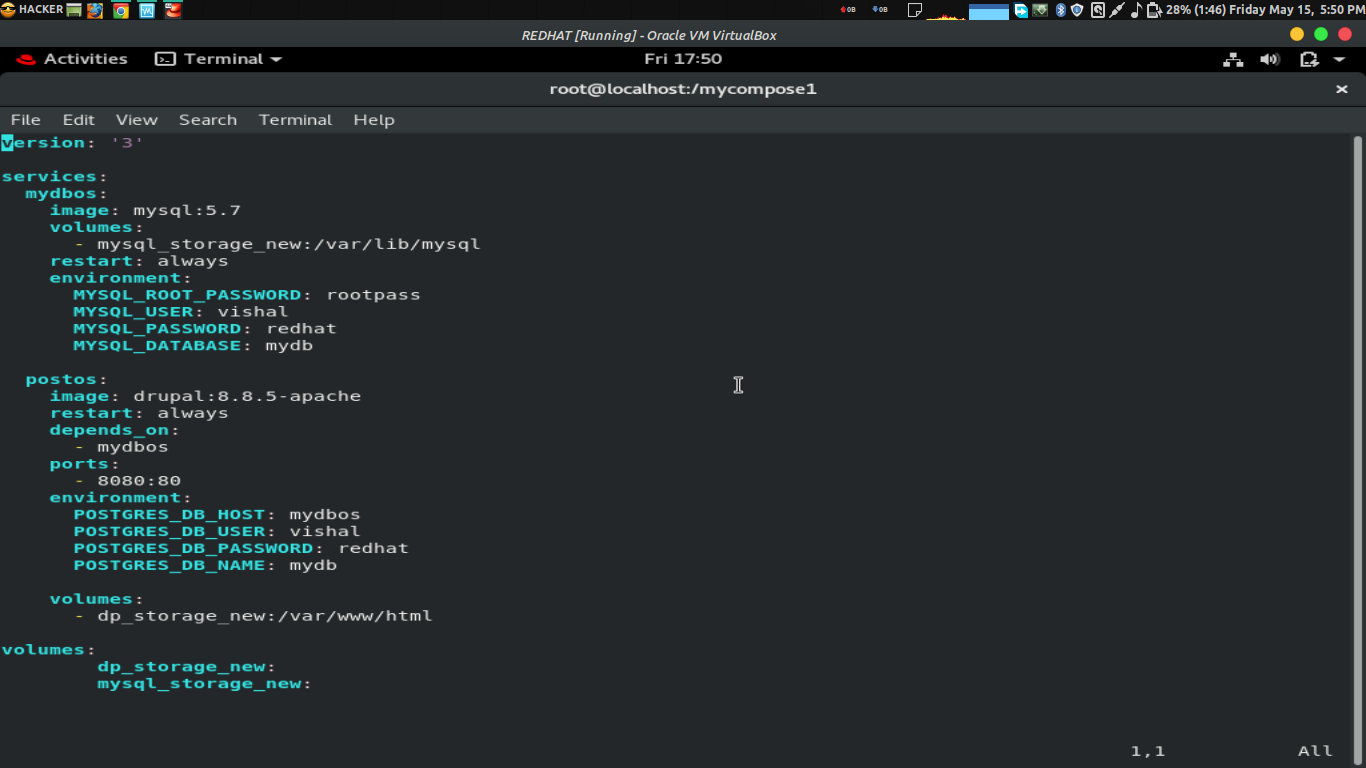 HACKER
0B
0B
28% (1:46) Friday May 15, 5:50 PM
REDHAT [Running] - Oracle VM VirtualBox
Activities
Terminal
Fri 17:50
root@localhost:/mycompose1
File Edit View Search Terminal Help
version: '3'
services:
  mydbos:
    image: mysql:5.7
    volumes:
      - mysql_storage_new:/var/lib/mysql
    restart: always
    environment:
      MYSQL_ROOT_PASSWORD: rootpass
      MYSQL_USER: vishal
      MYSQL_PASSWORD: redhat
      MYSQL_DATABASE: mydb
  postos:
    image: drupal:8.8.5-apache
    restart: always
    depends_on:
      - mydbos
    ports:
      - 8080:80
    environment:
      POSTGRES_DB_HOST: mydbos
      POSTGRES_DB_USER: vishal
      POSTGRES_DB_PASSWORD: redhat
      POSTGRES_DB_NAME: mydb
    volumes:
      - dp_storage_new:/var/www/html
volumes:
        dp_storage_new:
        mysql_storage_new:
1,1 All